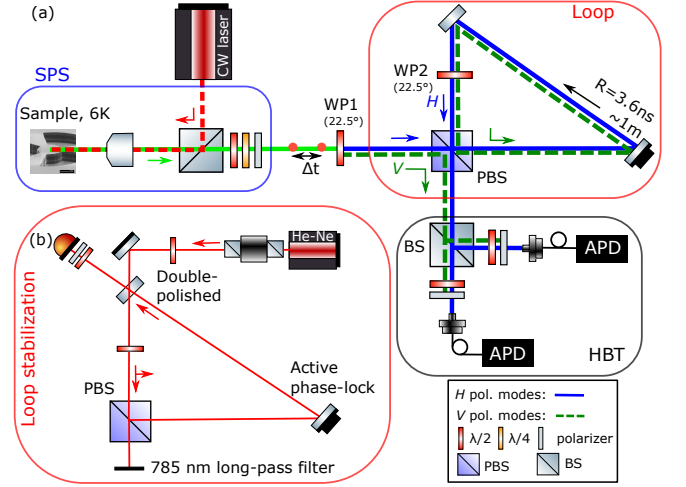 (a)
CW laser
Loop
SPS
Sample, 6K
WP1
(22.5°)
Δt
WP2
(22.5°)
H
R=3.6ns
~1m
V
PBS
BS
APD
APD
HBT
(b)
He-Ne
Double-
polished
Loop stabilization
Active
phase-lock
PBS
785 nm long-pass filter
H pol. modes:
V pol. modes:
λ/2 λ/4 polarizer
PBS BS